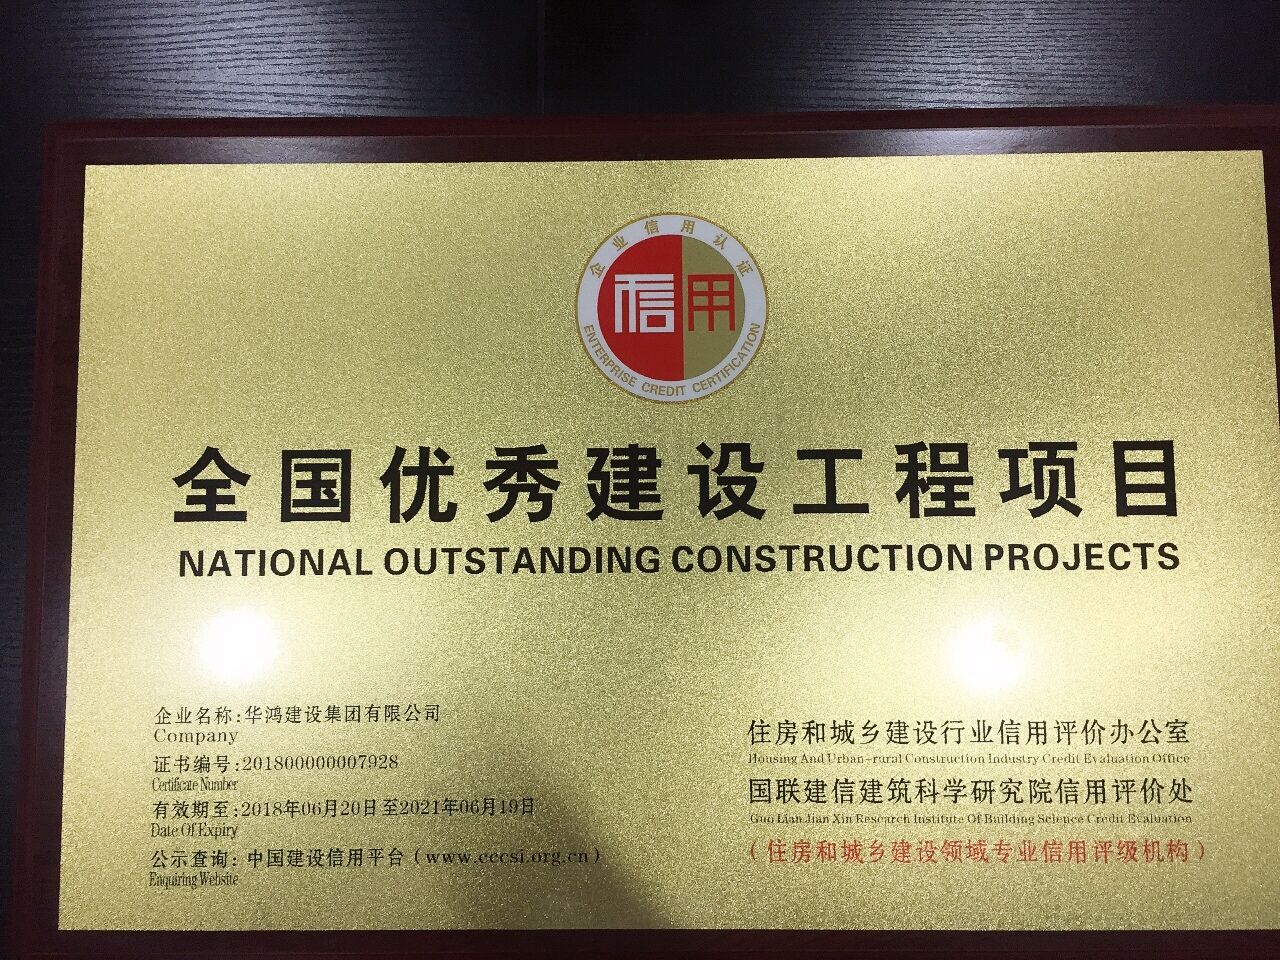 企业信用认证
信用
ENTERPRISE CREDIT CERTIFICATION
全国优秀建设工程项目
NATIONAL OUTSTANDING CONSTRUCTION PROJECTS
企业名称:华鸿建设集团有限公司
Company
证书编号:201800000007928
Certificate Number
有效期至:2018年06月20日至2021年06月19日
Date Of Expiry
公示查询: 中国建设信用平台（www.cccsi.org.cn）
Enquiring Website
住房和城乡建设行业信用评价办公室
Housing And Urban-rural Construction Industry Credit Evaluation Office
国联建信建筑科学研究院信用评价处
Guo Lian Jian Xin Research Institute Of Building Science Credit Evaluation
（住房和城乡建设领域专业信用评级机构）